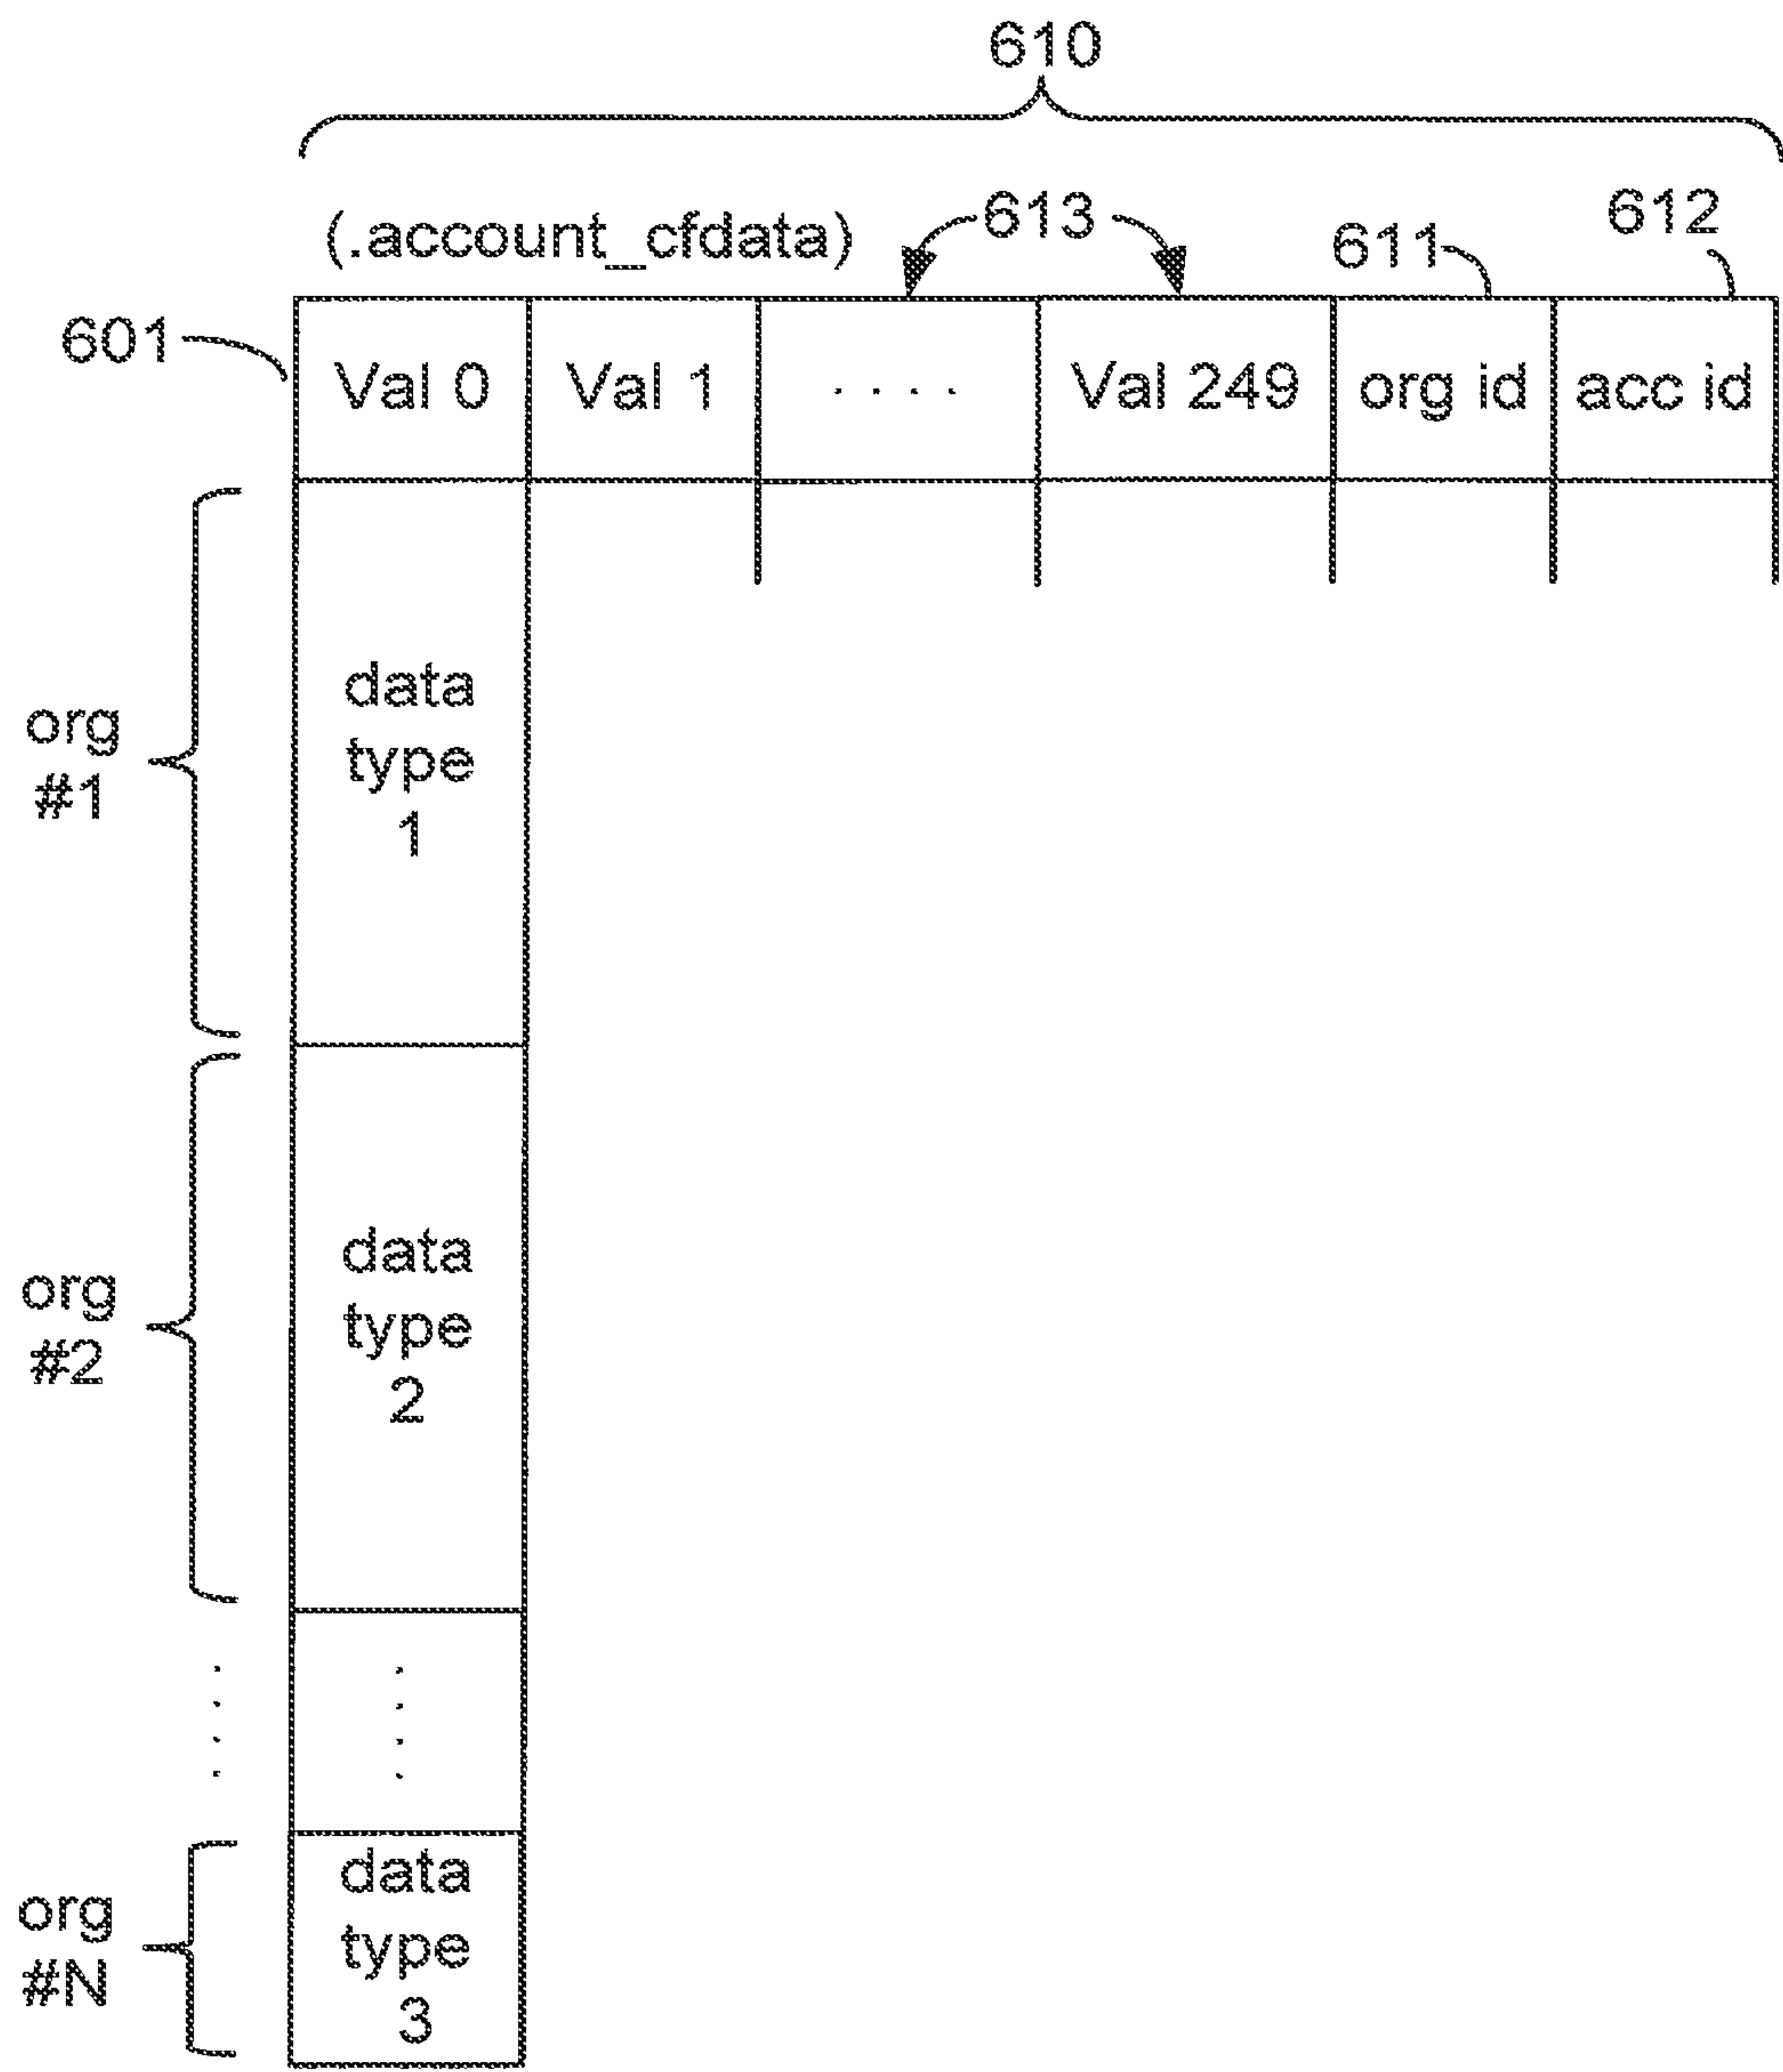 610
(.account_cfdata)
613
611
612
601
Val 0 Val 1 . . . . Val 249 org id acc id
org
#1
data
type
1
org
#2
data
type
2
org
#N
data
type
3